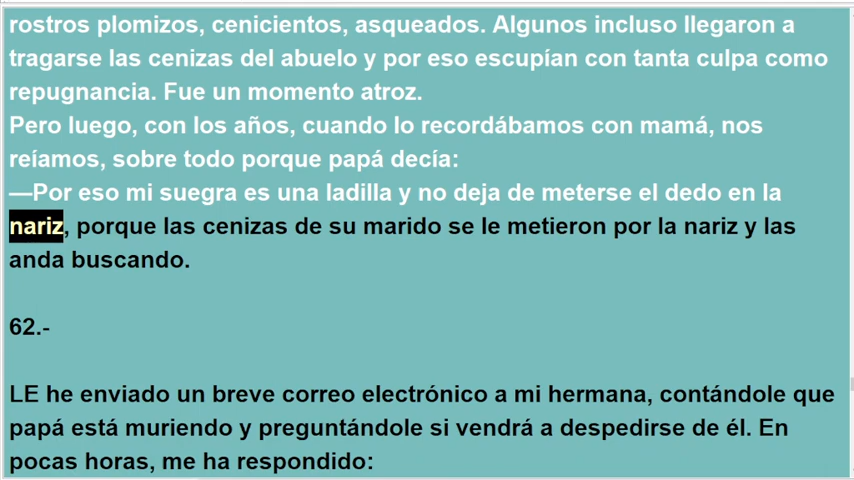 rostros plomizos, cenicientos, asqueados. Algunos incluso llegaron a
tragarse las cenizas del abuelo y por eso escupían con tanta culpa como
repugnancia. Fue un momento atroz.
Pero luego, con los años, cuando lo recordábamos con mamá, nos
reíamos, sobre todo porque papá decía:
—Por eso mi suegra es una ladilla y no deja de meterse el dedo en la
nariz, porque las cenizas de su marido se le metieron por la nariz y las
anda buscando.
62.-
LE he enviado un breve correo electrónico a mi hermana, contándole que
papá está muriendo y preguntándole si vendrá a despedirse de él. En
pocas horas, me ha respondido: